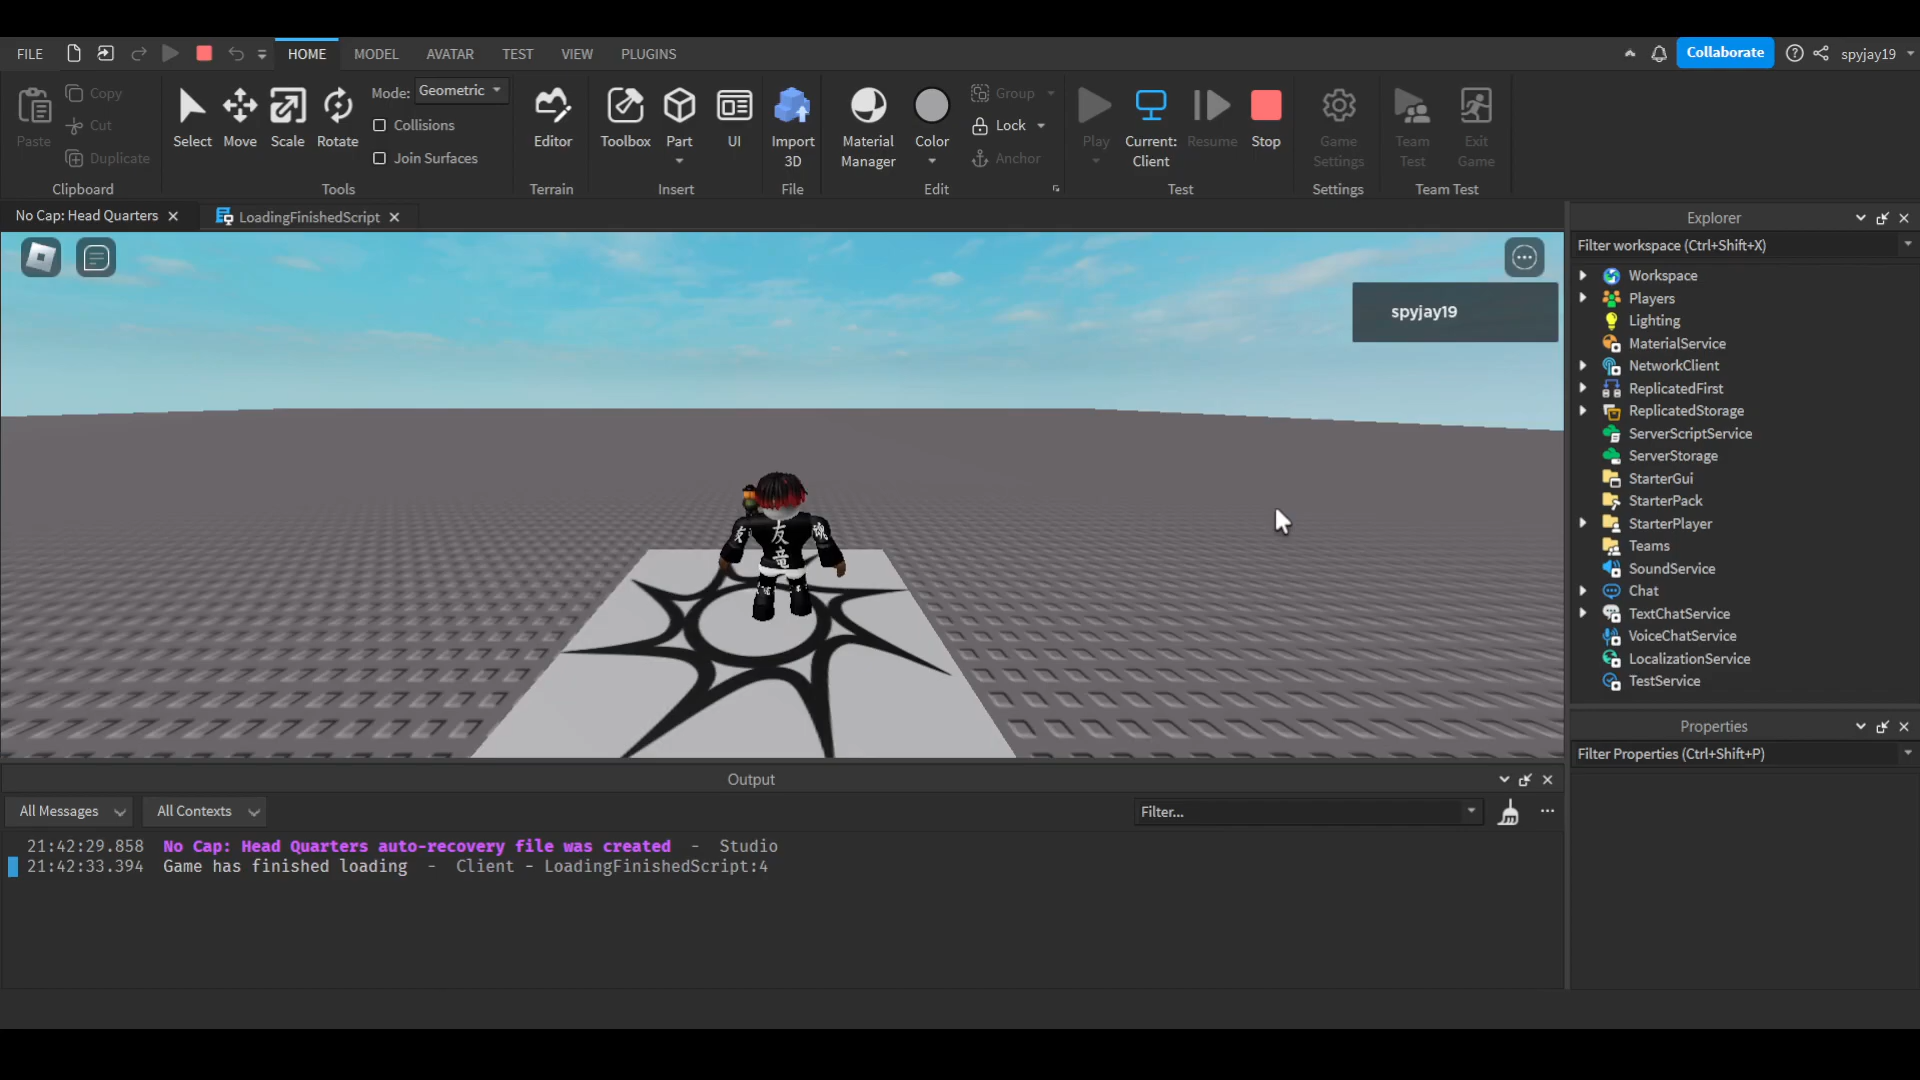 FILE HOME MODEL AVATAR TEST VIEW PLUGINS Collaborate spyjay19
Paste Copy Cut Duplicate Clipboard
Select Move Scale Rotate Mode: Geometric Collisions Join Surfaces Tools
Editor Terrain
Toolbox Part UI Insert
Import 3D File
Material Manager Color Group Lock Anchor Edit
Play Current: Client Resume Stop Test
Game Settings Settings
Team Test Exit Game Team Test
No Cap: Head Quarters LoadingFinishedScript
spyjay19
友
友
竜
Explorer
Filter workspace (Ctrl+Shift+X)
Workspace
Players
Lighting
MaterialService
NetworkClient
ReplicatedFirst
ReplicatedStorage
ServerScriptService
ServerStorage
StarterGui
StarterPack
StarterPlayer
Teams
SoundService
Chat
TextChatService
VoiceChatService
LocalizationService
TestService
Properties
Filter Properties (Ctrl+Shift+P)
Output
All Messages All Contexts Filter...
21:42:29.858 No Cap: Head Quarters auto-recovery file was created - Studio
21:42:33.394 Game has finished loading - Client - LoadingFinishedScript:4